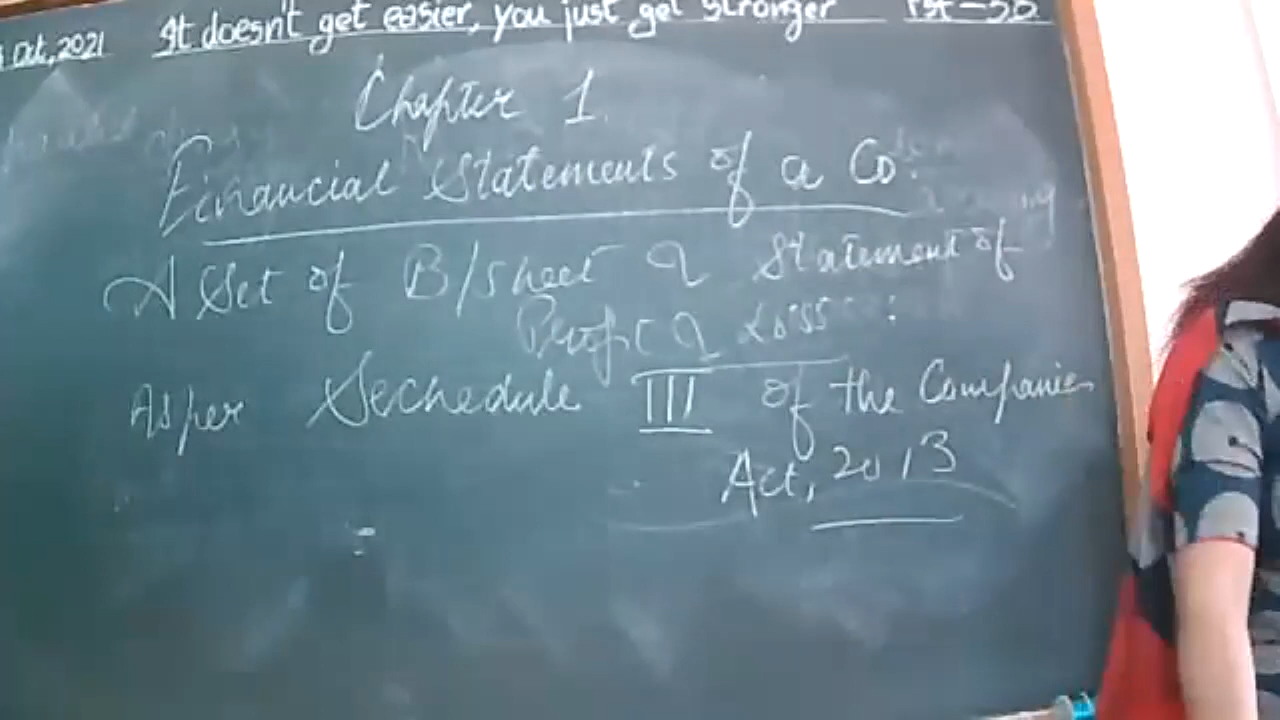 Oct, 2021 It doesn't get easier, you just get stronger
Chapter 1.
Financial Statements of a Co.
A Set of B/Sheet & Statement of
Profit & Loss :
As per Sechedule III of the Companies
Act, 2013